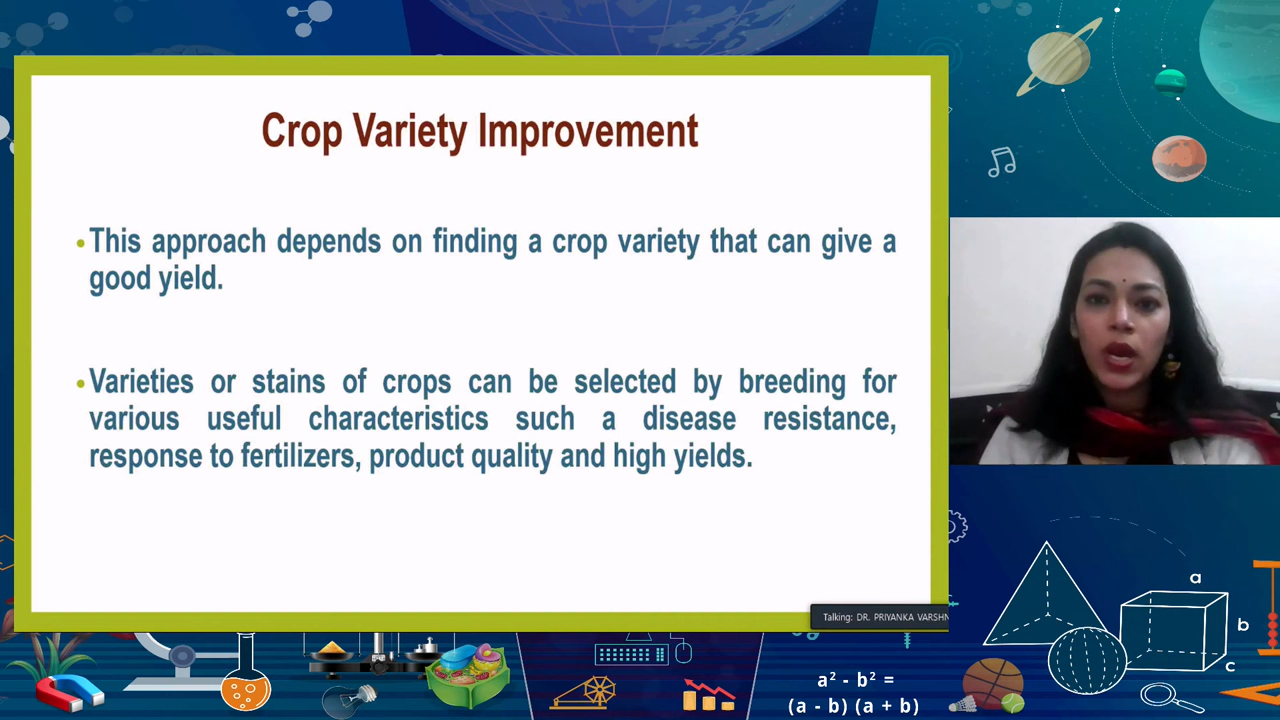 Crop Variety Improvement
•This approach depends on finding a crop variety that can give a
good yield.
•Varieties or stains of crops can be selected by breeding for
various useful characteristics such a disease resistance,
response to fertilizers, product quality and high yields.
Talking: DR. PRIYANKA VARSHN
a
b
c
a² - b² =
(a - b) (a + b)